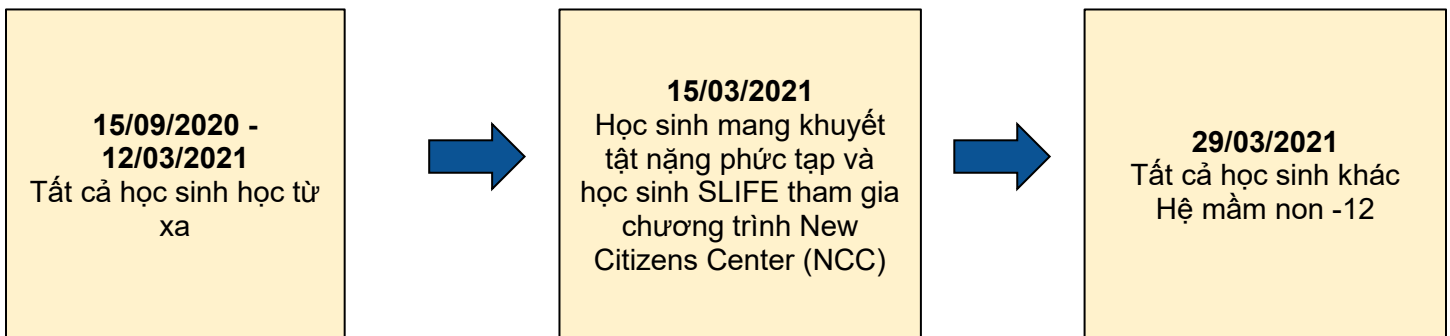 15/09/2020 -
12/03/2021
Tất cả học sinh học từ
xa
15/03/2021
Học sinh mang khuyết
tật nặng phức tạp và
học sinh SLIFE tham gia
chương trình New
Citizens Center (NCC)
29/03/2021
Tất cả học sinh khác
Hệ mầm non -12